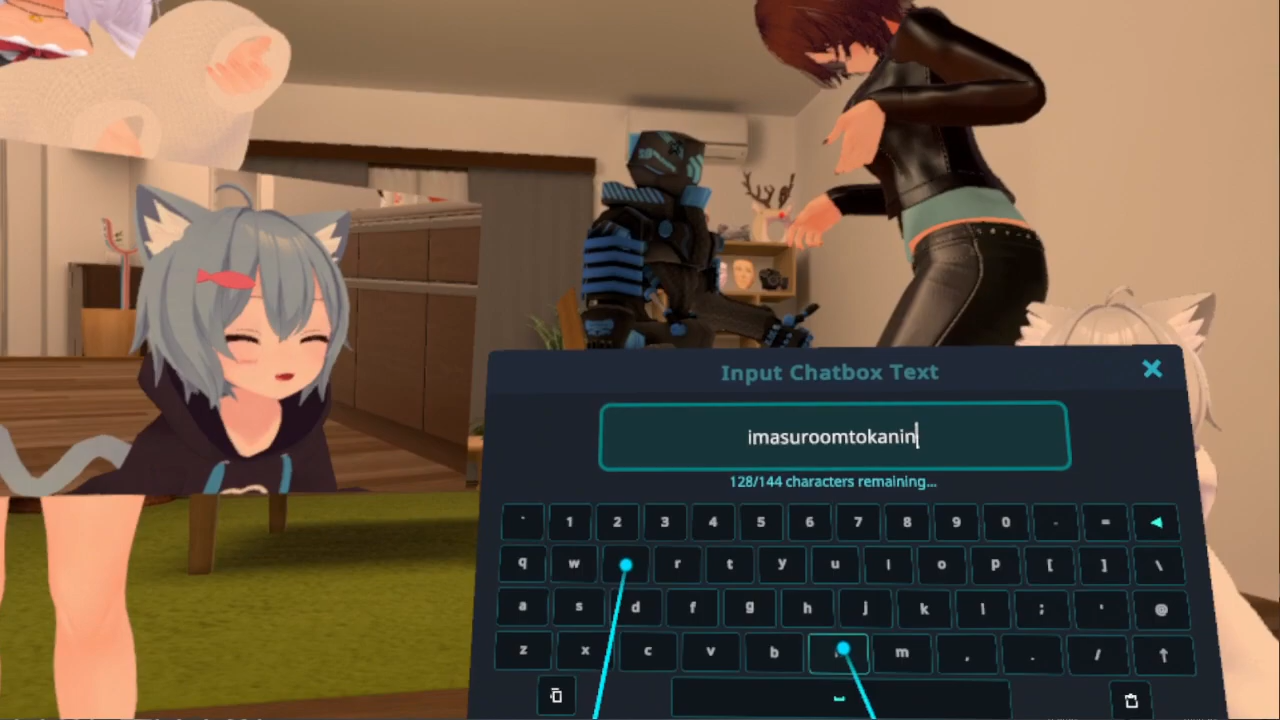 Input Chatbox Text
imasuroomtokanin
128/144 characters remaining...
` 1 2 3 4 5 6 7 8 9 0 - =
q w r t y u i o p [ ] \
a s d f g h j k l ; ' @
z x c v b m , . /